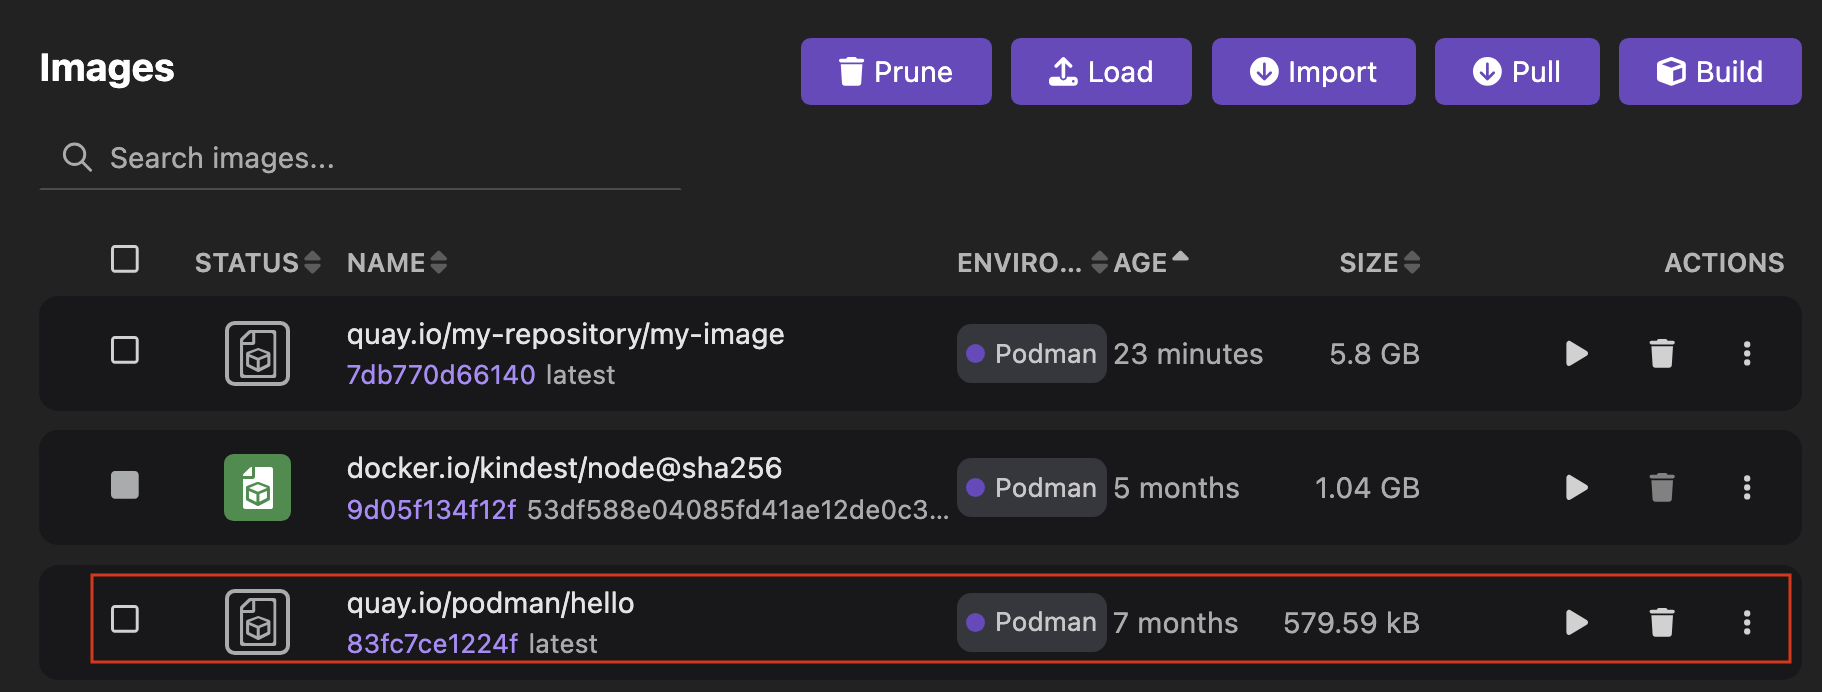 Images
Prune
Load
Import
Pull
Build
Search images...
STATUS NAME ENVIRO... AGE SIZE ACTIONS
quay.io/my-repository/my-image
7db770d66140 latest
Podman 23 minutes 5.8 GB
docker.io/kindest/node@sha256
9d05f134f12f 53df588e04085fd41ae12de0c3...
Podman 5 months 1.04 GB
quay.io/podman/hello
83fc7ce1224f latest
Podman 7 months 579.59 kB